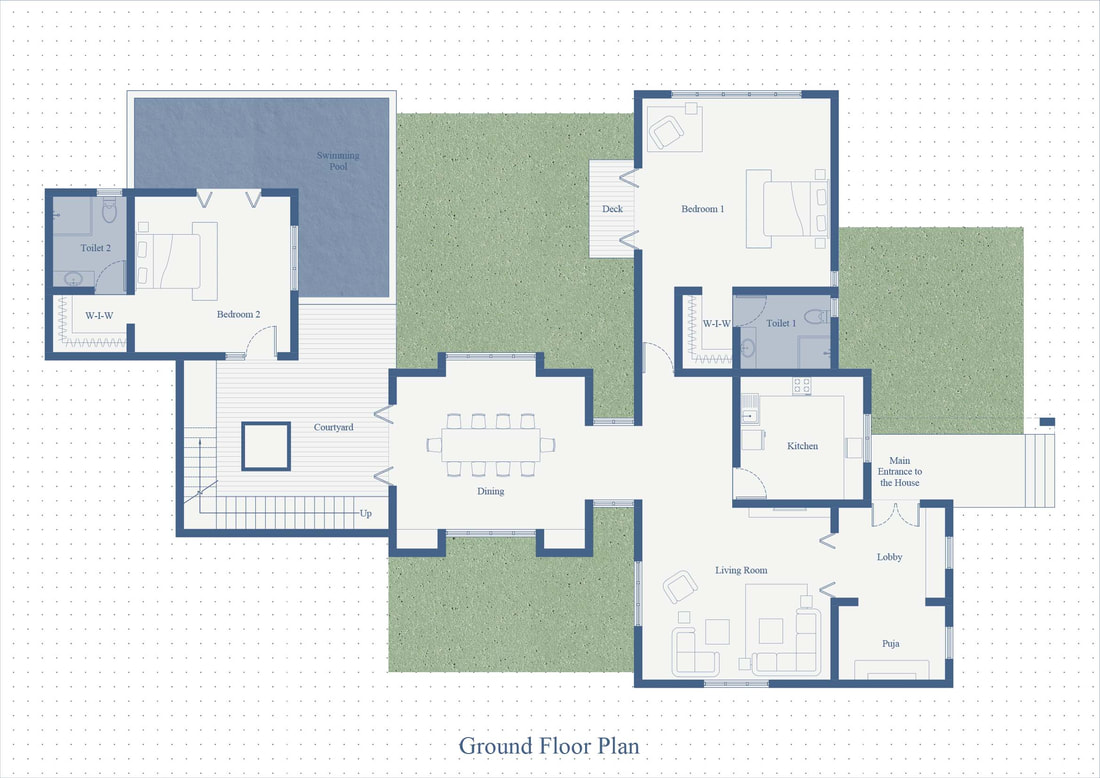 Swimming
Pool
Deck
Bedroom 1
Toilet 2
W-I-W
Bedroom 2
W-I-W
Toilet 1
Courtyard
Kitchen
Main
Entrance to
the House
Dining
Up
Living Room
Lobby
Puja
Ground Floor Plan